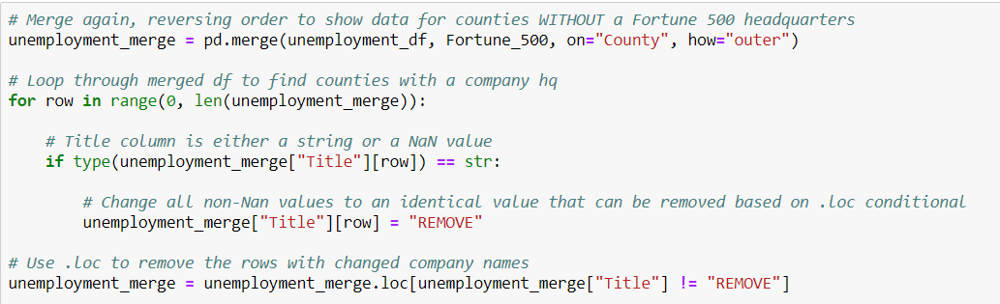 # Merge again, reversing order to show data for counties WITHOUT a Fortune 500 headquarters
unemployment_merge = pd.merge(unemployment_df, Fortune_500, on="County", how="outer")
# Loop through merged df to find counties with a company hq
for row in range(0, len(unemployment_merge)):
# Title column is either a string or a NaN value
if type(unemployment_merge["Title"][row]) == str:
# Change all non-Nan values to an identical value that can be removed based on .loc conditional
unemployment_merge["Title"][row] = "REMOVE"
# Use .loc to remove the rows with changed company names
unemployment_merge = unemployment_merge.loc[unemployment_merge["Title"] != "REMOVE"]